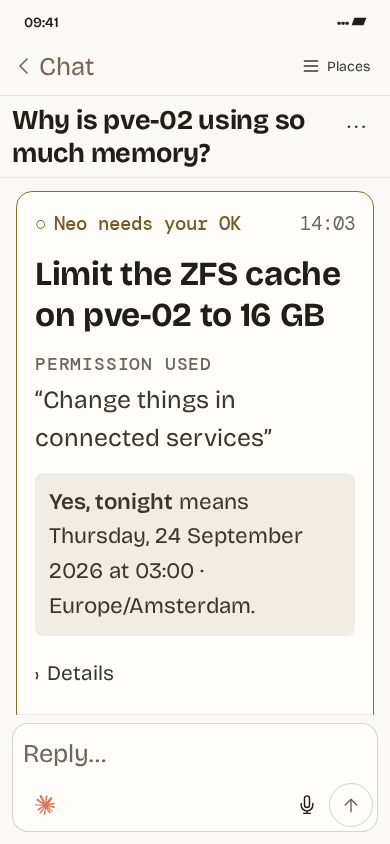 09:41
Chat
Places
Why is pve-02 using so
much memory?
...
○ Neo needs your OK 14:03
Limit the ZFS cache
on pve-02 to 16 GB
PERMISSION USED
“Change things in
connected services”
Yes, tonight means
Thursday, 24 September
2026 at 03:00 ·
Europe/Amsterdam.
› Details
Reply...